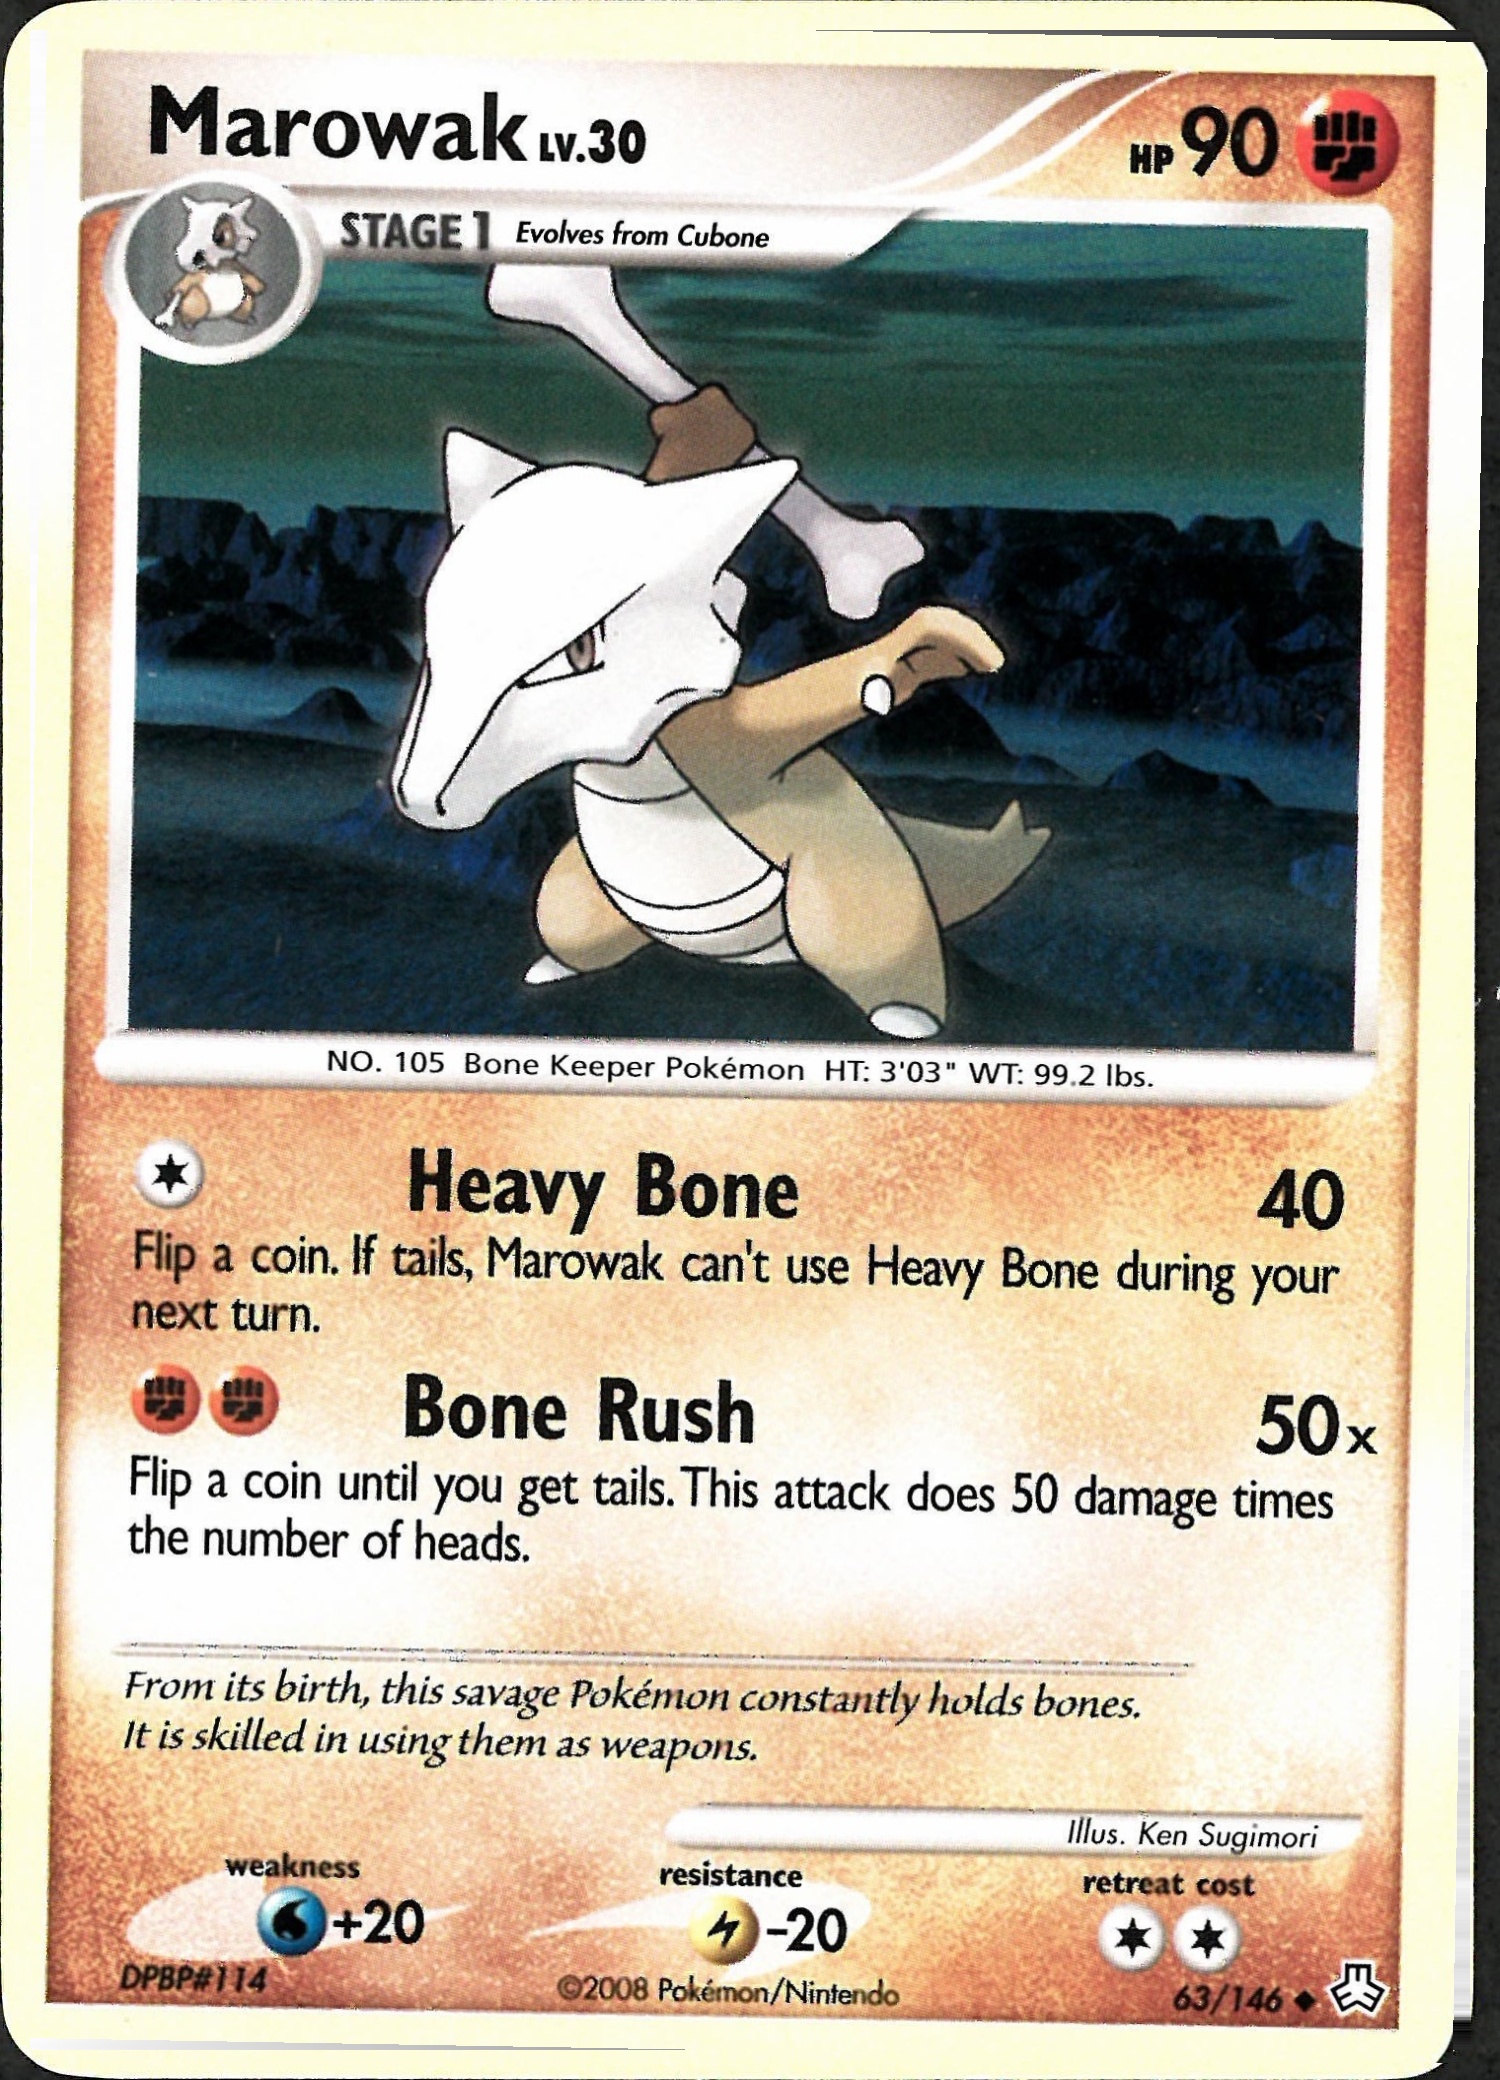 Marowak LV.30
HP 90
STAGE 1 Evolves from Cubone
NO. 105 Bone Keeper Pokémon HT: 3'03" WT: 99.2 lbs.
Heavy Bone 40
Flip a coin. If tails, Marowak can't use Heavy Bone during your
next turn.
Bone Rush 50x
Flip a coin until you get tails. This attack does 50 damage times
the number of heads.
From its birth, this savage Pokémon constantly holds bones.
It is skilled in using them as weapons.
Illus. Ken Sugimori
weakness resistance retreat cost
+20 -20
DPBP#114 ©2008 Pokémon/Nintendo 63/146